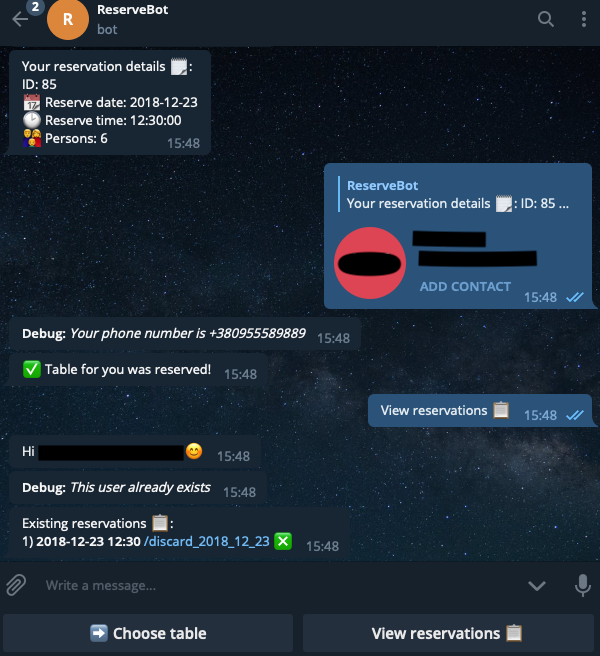 2
R
ReserveBot
bot
Your reservation details 🗒️:
ID: 85
📅 Reserve date: 2018-12-23
🕐 Reserve time: 12:30:00
👨‍👩‍👧‍👦 Persons: 6
15:48
ReserveBot
Your reservation details 🗒️: ID: 85 ...
ADD CONTACT
15:48
Debug: Your phone number is +380955589889 15:48
✅ Table for you was reserved! 15:48
View reservations 📋 15:48
Hi 😊 15:48
Debug: This user already exists 15:48
Existing reservations 📋:
1) 2018-12-23 12:30 /discard_2018_12_23 ❎ 15:48
Write a message...
➡️ Choose table
View reservations 📋